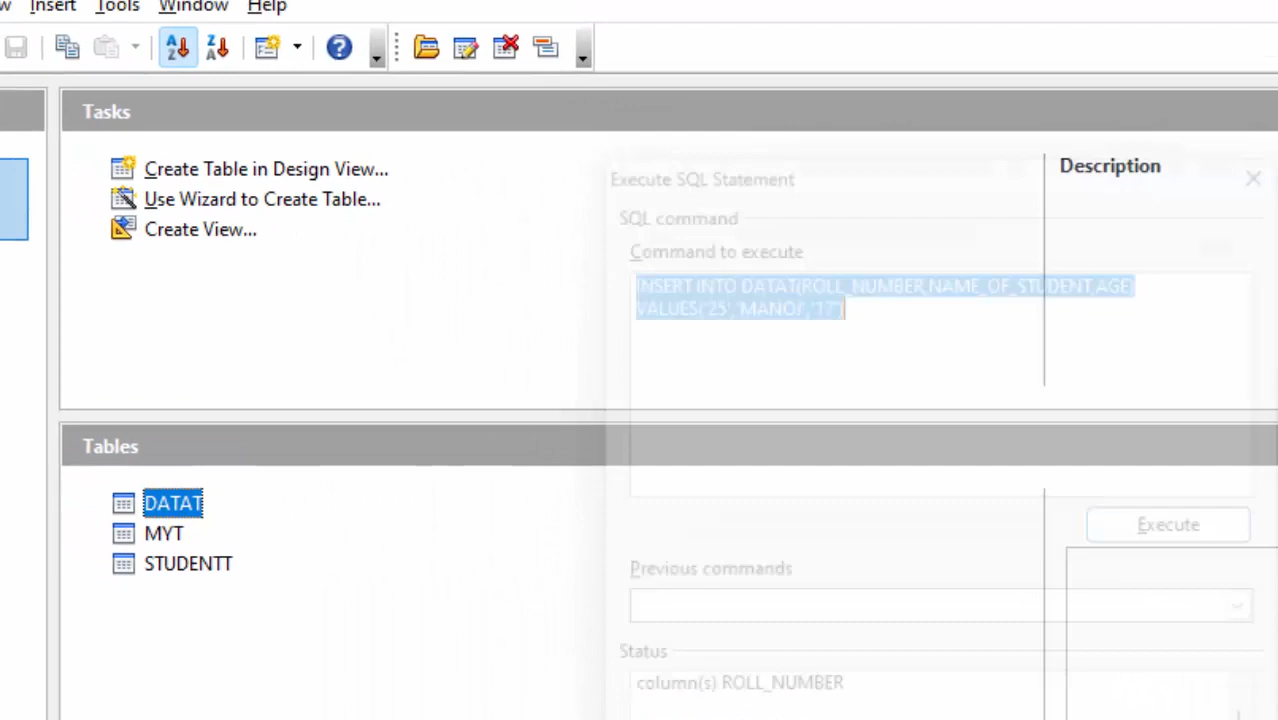 w Insert Tools Window Help
Tasks
Create Table in Design View...
Use Wizard to Create Table...
Create View...
Description
Execute SQL Statement
SQL command
Command to execute
INSERT INTO DATAT(ROLL_NUMBER,NAME_OF_STUDENT,AGE)
VALUES('25','MANOJ','17')
Tables
DATAT
MYT
STUDENTT
Execute
Previous commands
Status
column(s) ROLL_NUMBER